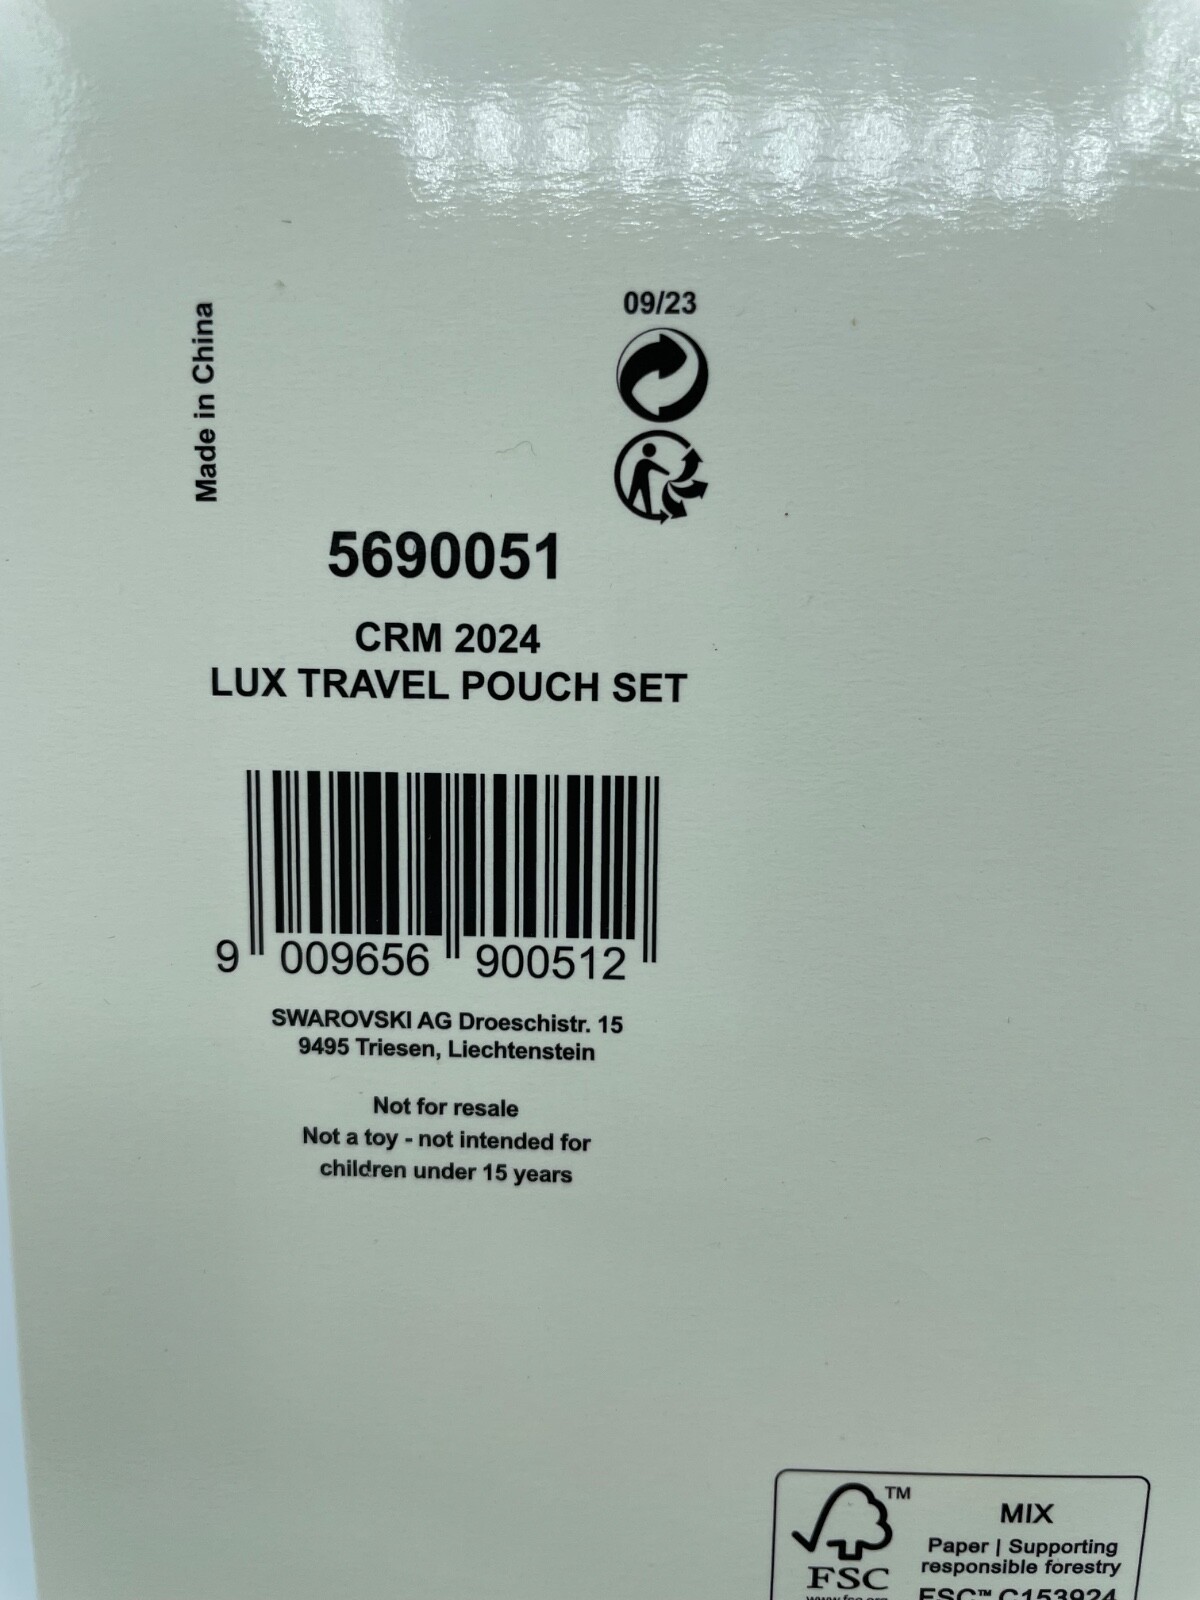 Made in China
09/23
5690051
CRM 2024
LUX TRAVEL POUCH SET
9 009656 900512
SWAROVSKI AG Droeschistr. 15
9495 Triesen, Liechtenstein
Not for resale
Not a toy - not intended for
children under 15 years
TM
MIX
Paper | Supporting
responsible forestry
FSC
FSC™ C153924